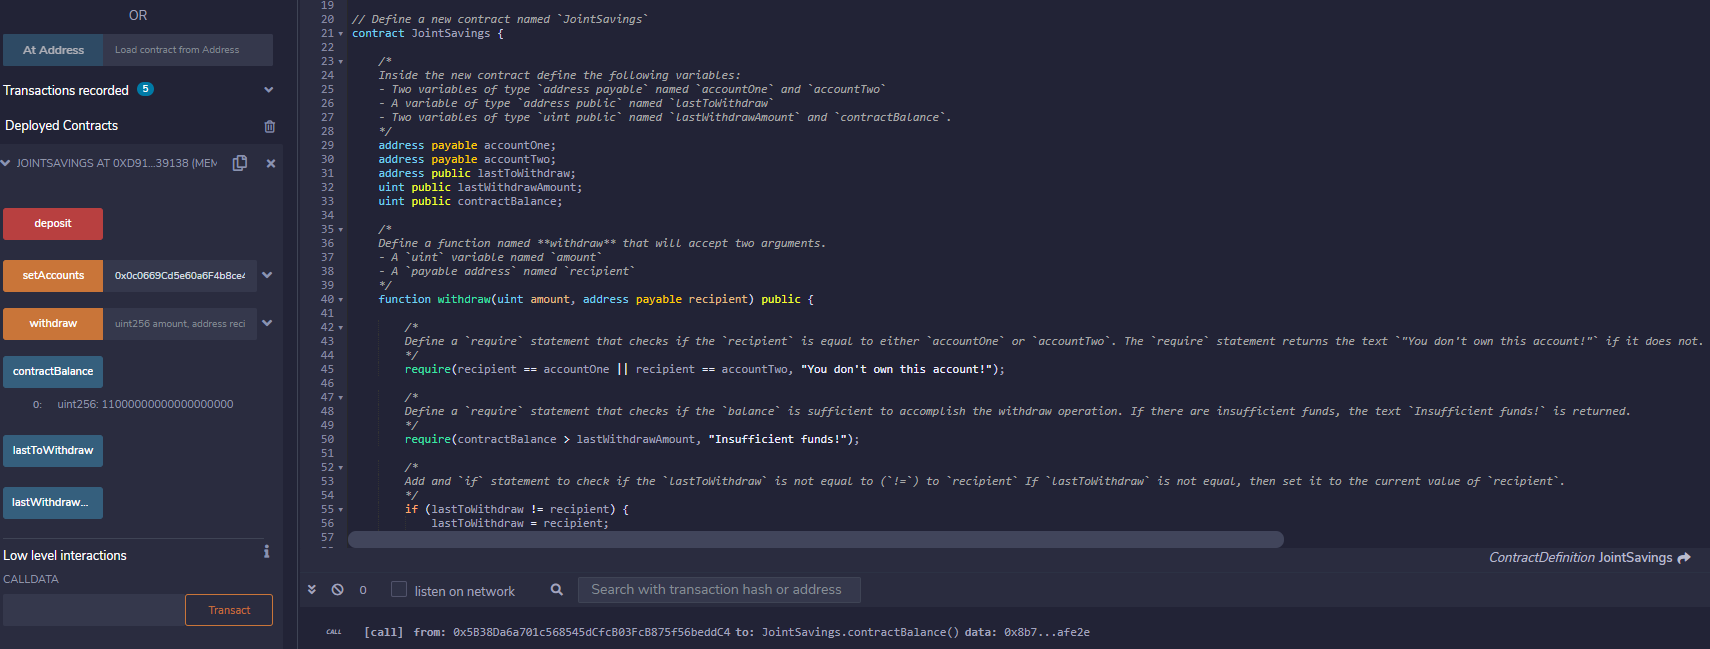 OR
At Address Load contract from Address
Transactions recorded 5
Deployed Contracts
JOINTSAVINGS AT 0XD91...39138 (MEM
deposit
setAccounts 0x0c0669Cd5e60a6F4b8ce4
withdraw uint256 amount, address reci
contractBalance
0: uint256: 11000000000000000000
lastToWithdraw
lastWithdraw...
Low level interactions i
CALLDATA
Transact
19
20 // Define a new contract named `JointSavings`
21 contract JointSavings {
22
23 /*
24 Inside the new contract define the following variables:
25 - Two variables of type `address payable` named `accountOne` and `accountTwo`
26 - A variable of type `address public` named `lastToWithdraw`
27 - Two variables of type `uint public` named `lastWithdrawAmount` and `contractBalance`.
28 */
29 address payable accountOne;
30 address payable accountTwo;
31 address public lastToWithdraw;
32 uint public lastWithdrawAmount;
33 uint public contractBalance;
34
35 /*
36 Define a function named **withdraw** that will accept two arguments.
37 - A `uint` variable named `amount`
38 - A `payable address` named `recipient`
39 */
40 function withdraw(uint amount, address payable recipient) public {
41
42 /*
43 Define a `require` statement that checks if the `recipient` is equal to either `accountOne` or `accountTwo`. The `require` statement returns the text `"You don't own this account!"` if it does not.
44 */
45 require(recipient == accountOne || recipient == accountTwo, "You don't own this account!");
46
47 /*
48 Define a `require` statement that checks if the `balance` is sufficient to accomplish the withdraw operation. If there are insufficient funds, the text `Insufficient funds!` is returned.
49 */
50 require(contractBalance > lastWithdrawAmount, "Insufficient funds!");
51
52 /*
53 Add and `if` statement to check if the `lastToWithdraw` is not equal to (`!=`) to `recipient` If `lastToWithdraw` is not equal, then set it to the current value of `recipient`.
54 */
55 if (lastToWithdraw != recipient) {
56 lastToWithdraw = recipient;
57
ContractDefinition JointSavings
0 listen on network Search with transaction hash or address
CALL [call] from: 0x5B38Da6a701c568545dCfcB03FcB875f56beddC4 to: JointSavings.contractBalance() data: 0x8b7...afe2e